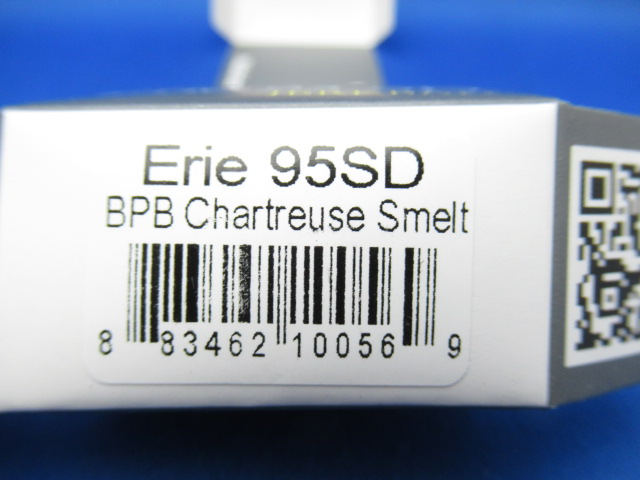 Erie 95SD
BPB Chartreuse Smelt
8 83462 10056 9